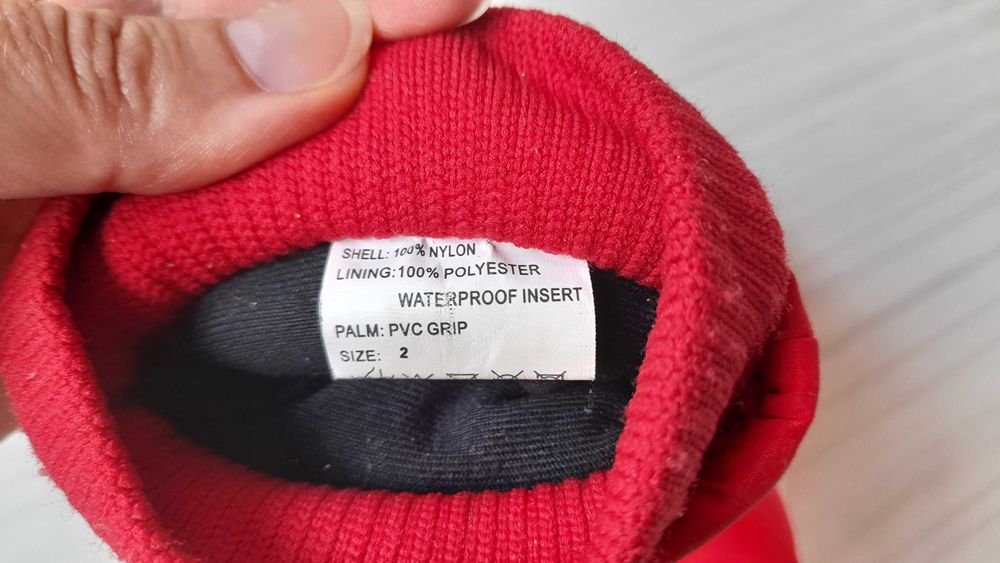 SHELL: 100% NYLON
LINING:100% POLYESTER
WATERPROOF INSERT
PALM: PVC GRIP
SIZE: 2